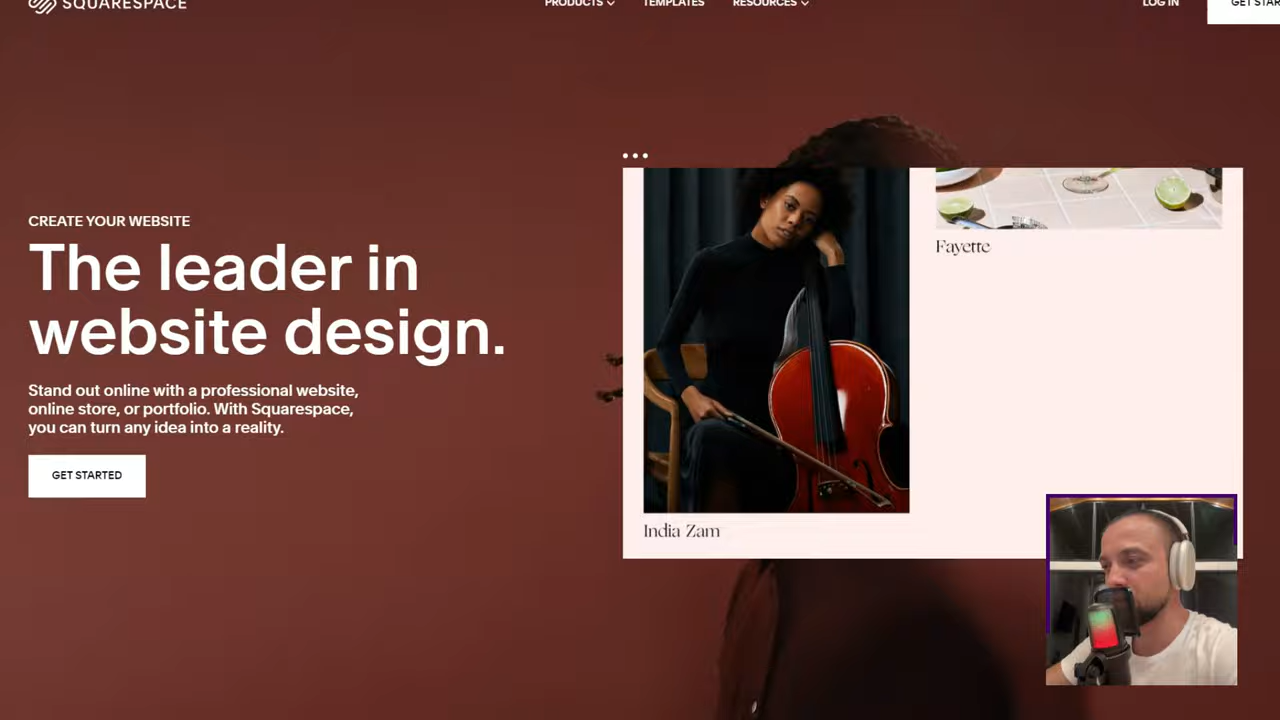 SQUARESPACE
PRODUCTS
TEMPLATES
RESOURCES
LOG IN
GET STAR
CREATE YOUR WEBSITE
The leader in
website design.
Stand out online with a professional website,
online store, or portfolio. With Squarespace,
you can turn any idea into a reality.
GET STARTED
Fayette
India Zam